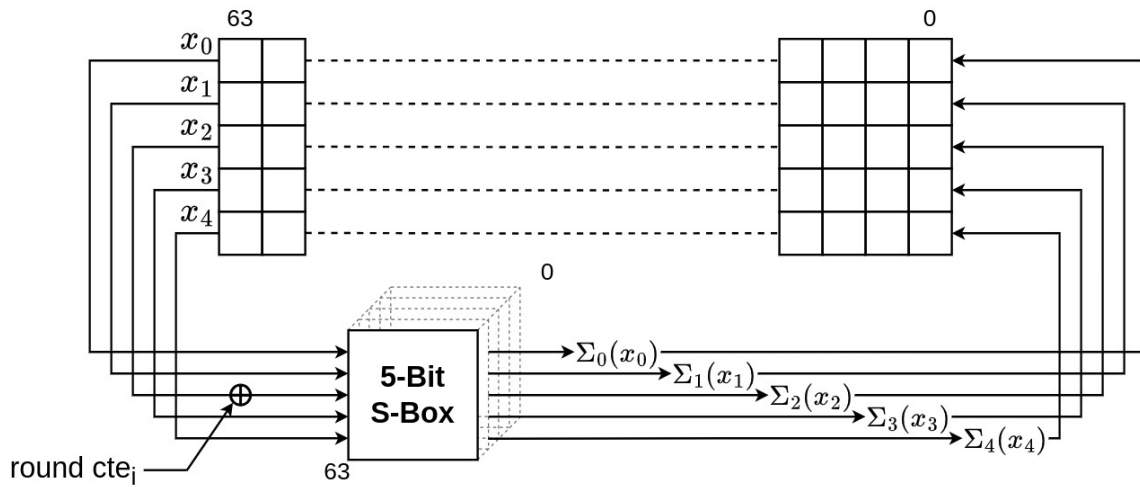 63 0
x₀
x₁
x₂
x₃
x₄
0
5-Bit
S-Box
Σ₀(x₀)
Σ₁(x₁)
Σ₂(x₂)
Σ₃(x₃)
Σ₄(x₄)
round cteᵢ
63